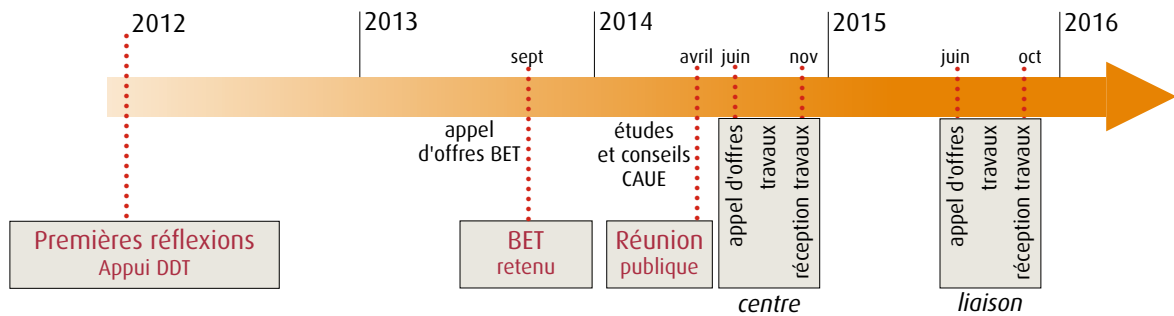 2012
2013
2014
2015
2016
sept
avril
juin
nov
juin
oct
appel
d'offres BET
études
et conseils
CAUE
Premières réflexions
Appui DDT
BET
retenu
Réunion
publique
appel d'offres
travaux
réception travaux
centre
appel d'offres
travaux
réception travaux
liaison